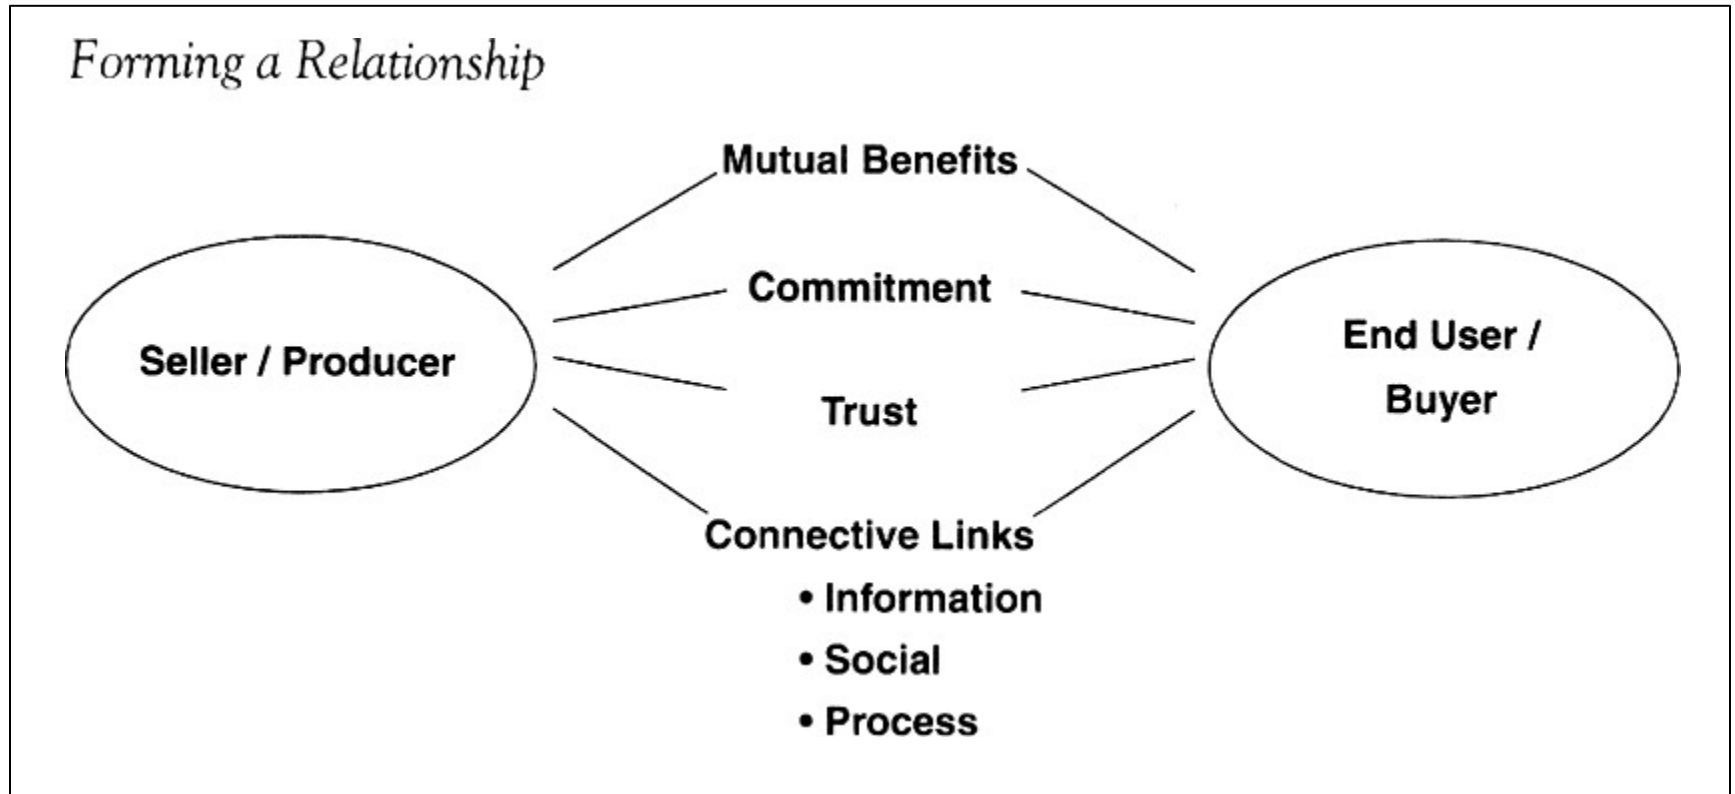 Forming a Relationship
Mutual Benefits
Commitment
Seller / Producer
End User /
Buyer
Trust
Connective Links
• Information
• Social
• Process